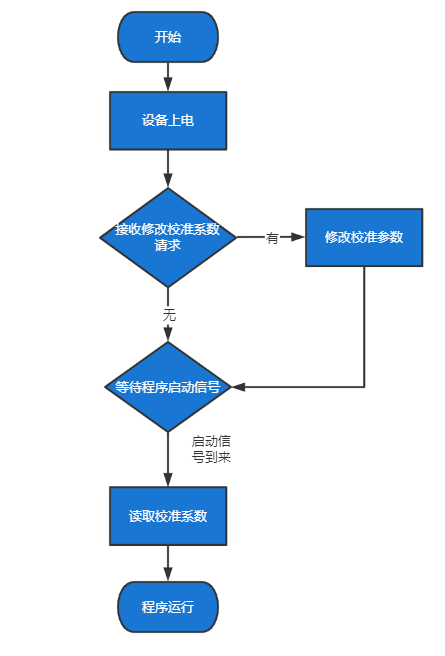 开始
设备上电
接收修改校准系数
请求
有
修改校准参数
无
等待程序启动信号
启动信
号到来
读取校准系数
程序运行